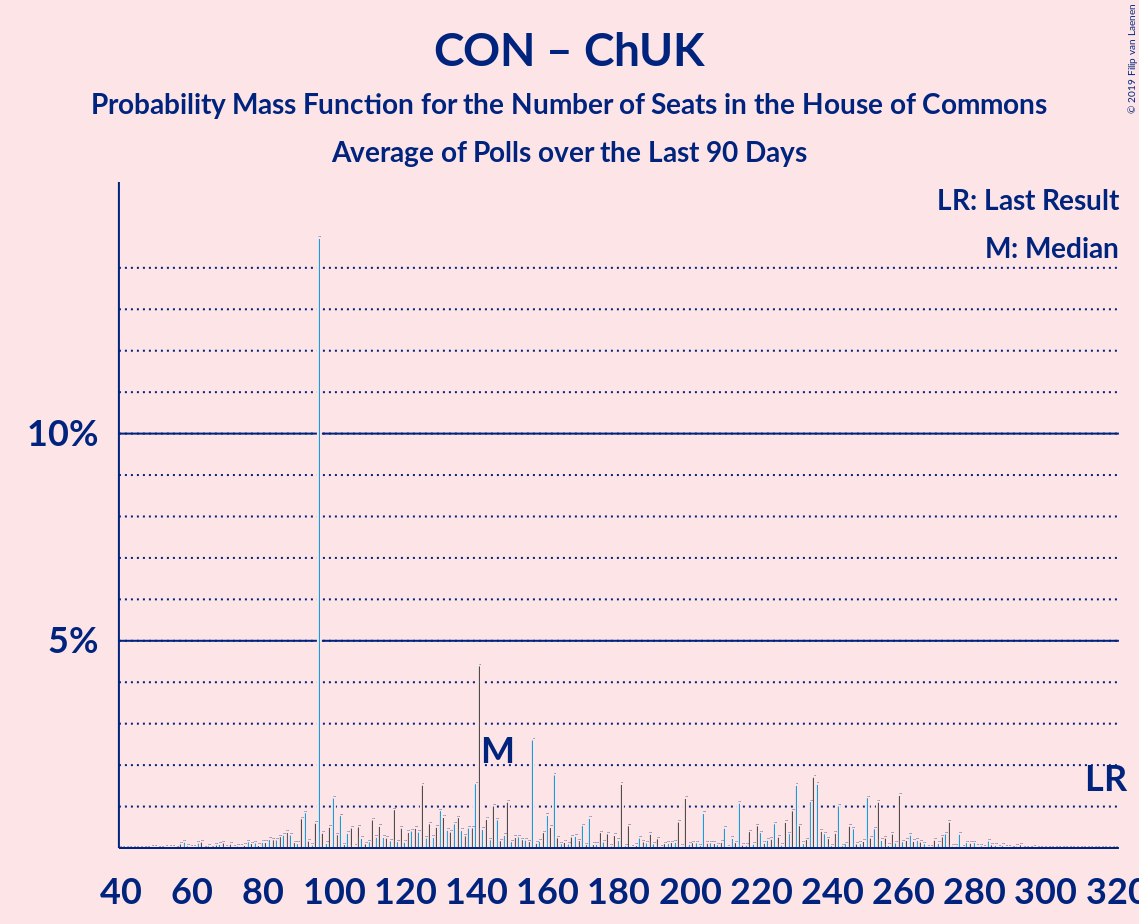 CON – ChUK
Probability Mass Function for the Number of Seats in the House of Commons
Average of Polls over the Last 90 Days
© 2019 Filip van Laenen
LR: Last Result
M: Median
10%
5%
M
LR
40 60 80 100 120 140 160 180 200 220 240 260 280 300 320